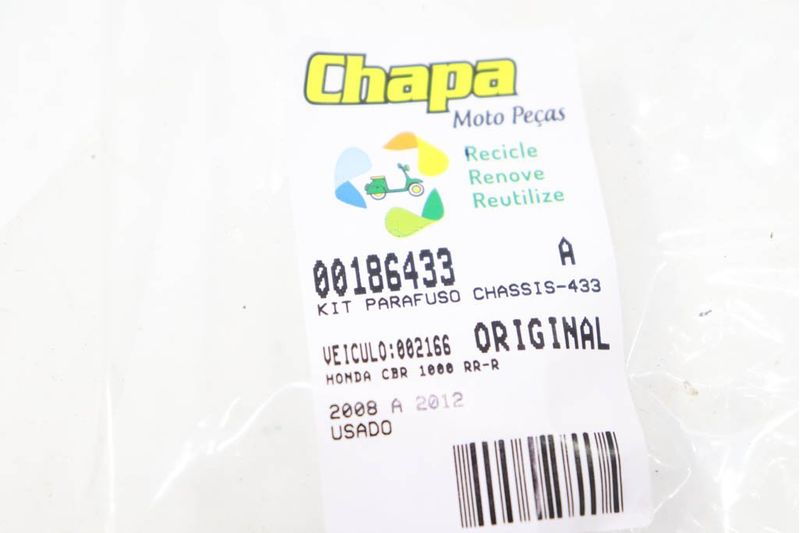 Chapa
Moto Peças
Recicle
Renove
Reutilize
00186433 A
KIT PARAFUSO CHASSIS-433
VEICULO:002166 ORIGINAL
HONDA CBR 1000 RR-R
2008 A 2012
USADO